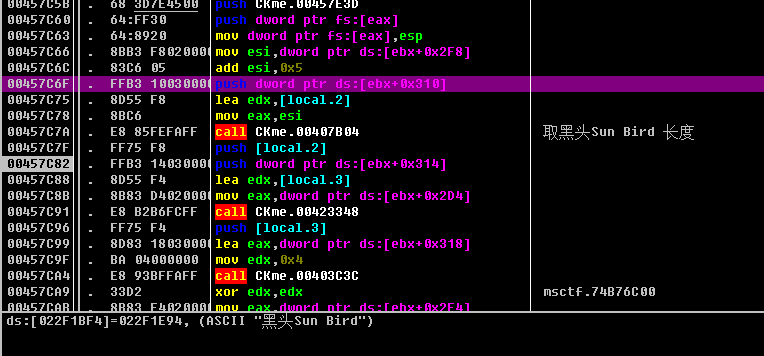 00457C5B . 68 3D7E4500 push CKme.00457E3D
00457C60 . 64:FF30 push dword ptr fs:[eax]
00457C63 . 64:8920 mov dword ptr fs:[eax],esp
00457C66 . 8BB3 F8020000 mov esi,dword ptr ds:[ebx+0x2F8]
00457C6C . 83C6 05 add esi,0x5
00457C6F . FFB3 10030000 push dword ptr ds:[ebx+0x310]
00457C75 . 8D55 F8 lea edx,[local.2]
00457C78 . 8BC6 mov eax,esi
00457C7A . E8 85FEFAFF call CKme.00407B04 取黑头Sun Bird 长度
00457C7F . FF75 F8 push [local.2]
00457C82 . FFB3 14030000 push dword ptr ds:[ebx+0x314]
00457C88 . 8D55 F4 lea edx,[local.3]
00457C8B . 8B83 D4020000 mov eax,dword ptr ds:[ebx+0x2D4]
00457C91 . E8 B2B6FCFF call CKme.00423348
00457C96 . FF75 F4 push [local.3]
00457C99 . 8D83 18030000 lea eax,dword ptr ds:[ebx+0x318]
00457C9F . BA 04000000 mov edx,0x4
00457CA4 . E8 93BFFAFF call CKme.00403C3C
00457CA9 . 33D2 xor edx,edx msctf.74B76C00
00457CAB . 8B83 F4020000 mov eax,dword ptr ds:[ebx+0x2F4]
ds:[022F1BF4]=022F1E94, (ASCII "黑头Sun Bird")